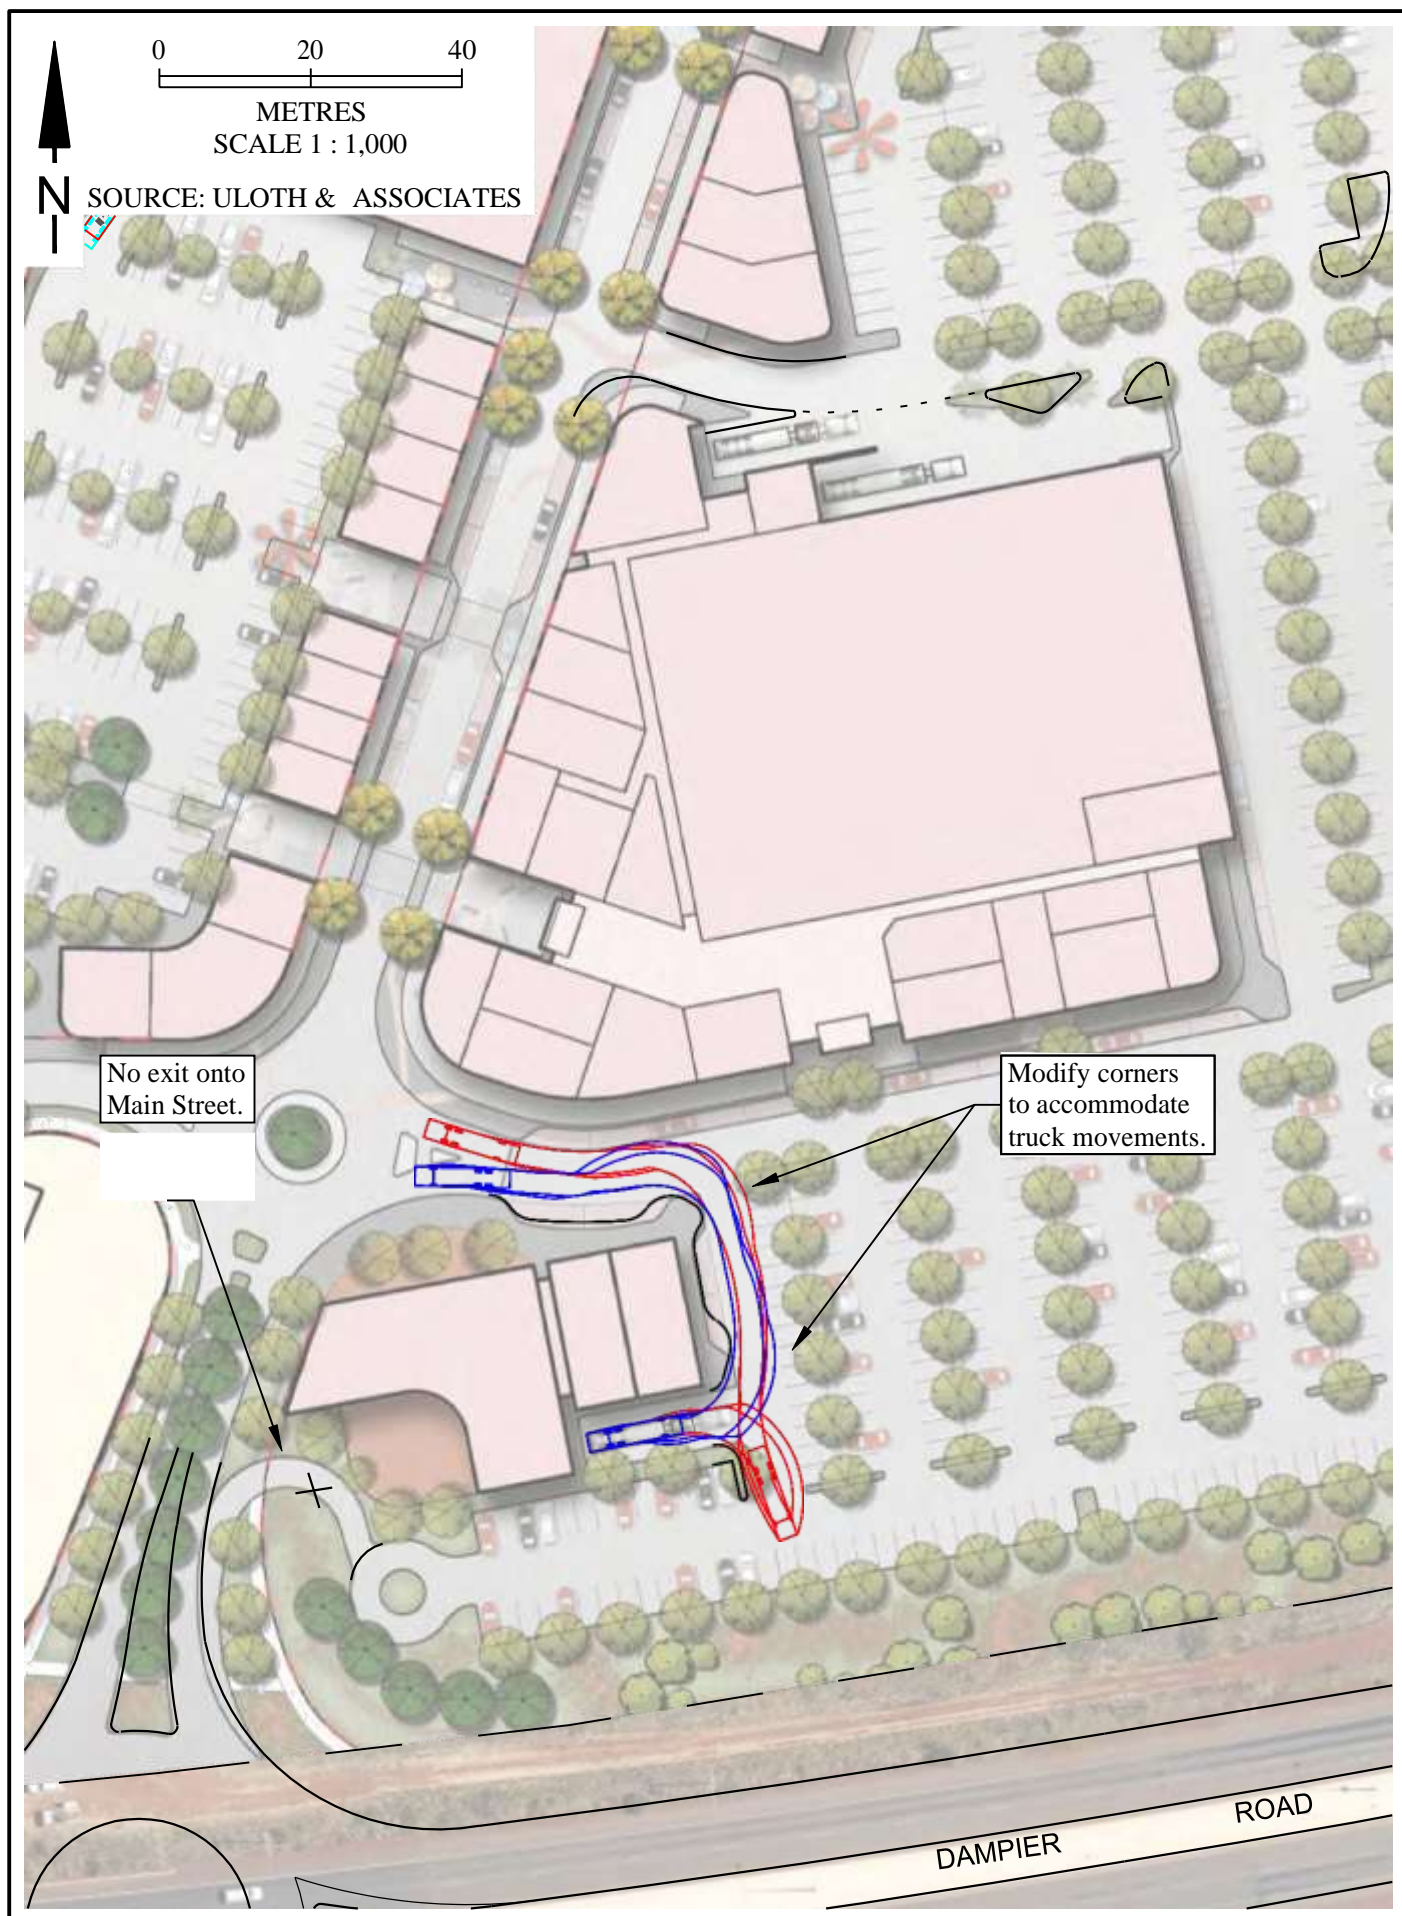 0 20 40
METRES
SCALE 1 : 1,000
N
SOURCE: ULOTH & ASSOCIATES
No exit onto
Main Street.
Modify corners
to accommodate
truck movements.
DAMPIER ROAD